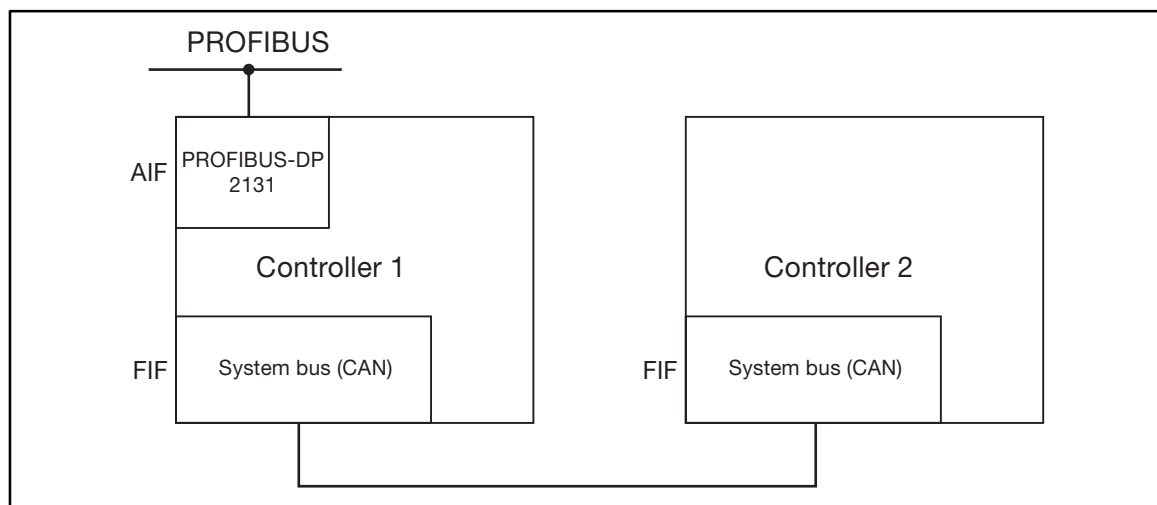 PROFIBUS
AIF
PROFIBUS-DP
2131
Controller 1
Controller 2
FIF
System bus (CAN)
FIF
System bus (CAN)